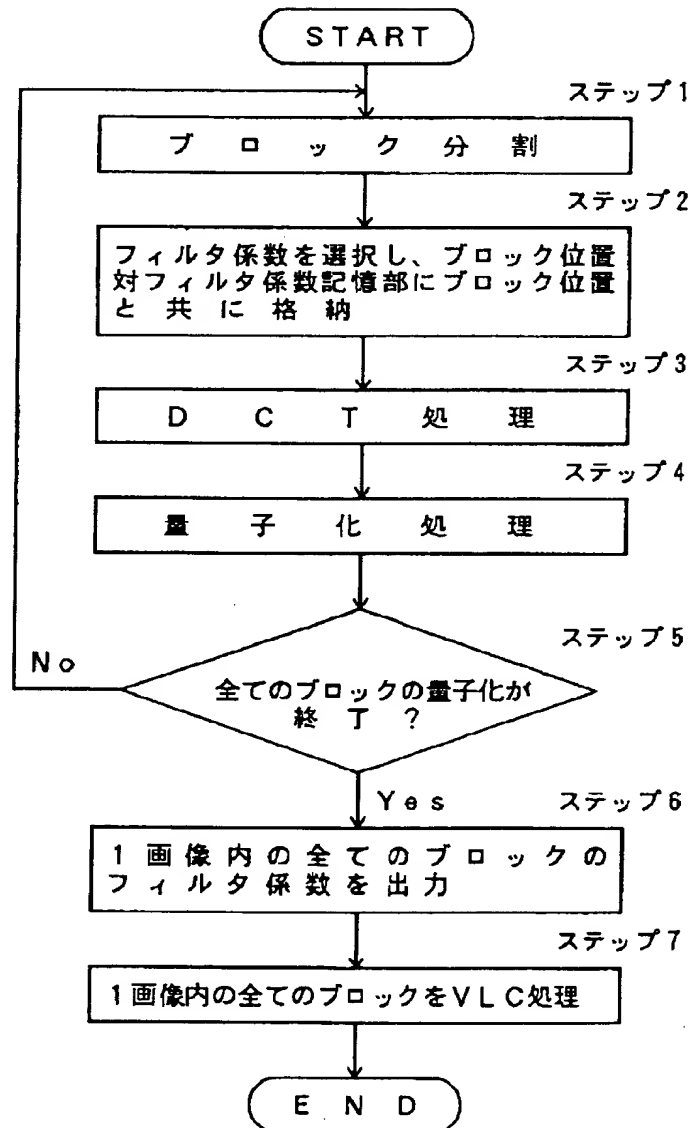 START
ステップ1
ブロック分割
ステップ2
フィルタ係数を選択し、ブロック位置
対フィルタ係数記憶部にブロック位置
と共に格納
ステップ3
DCT処理
ステップ4
量子化処理
ステップ5
No
全てのブロックの量子化が
終了?
Yes
ステップ6
1画像内の全てのブロックの
フィルタ係数を出力
ステップ7
1画像内の全てのブロックをVLC処理
END